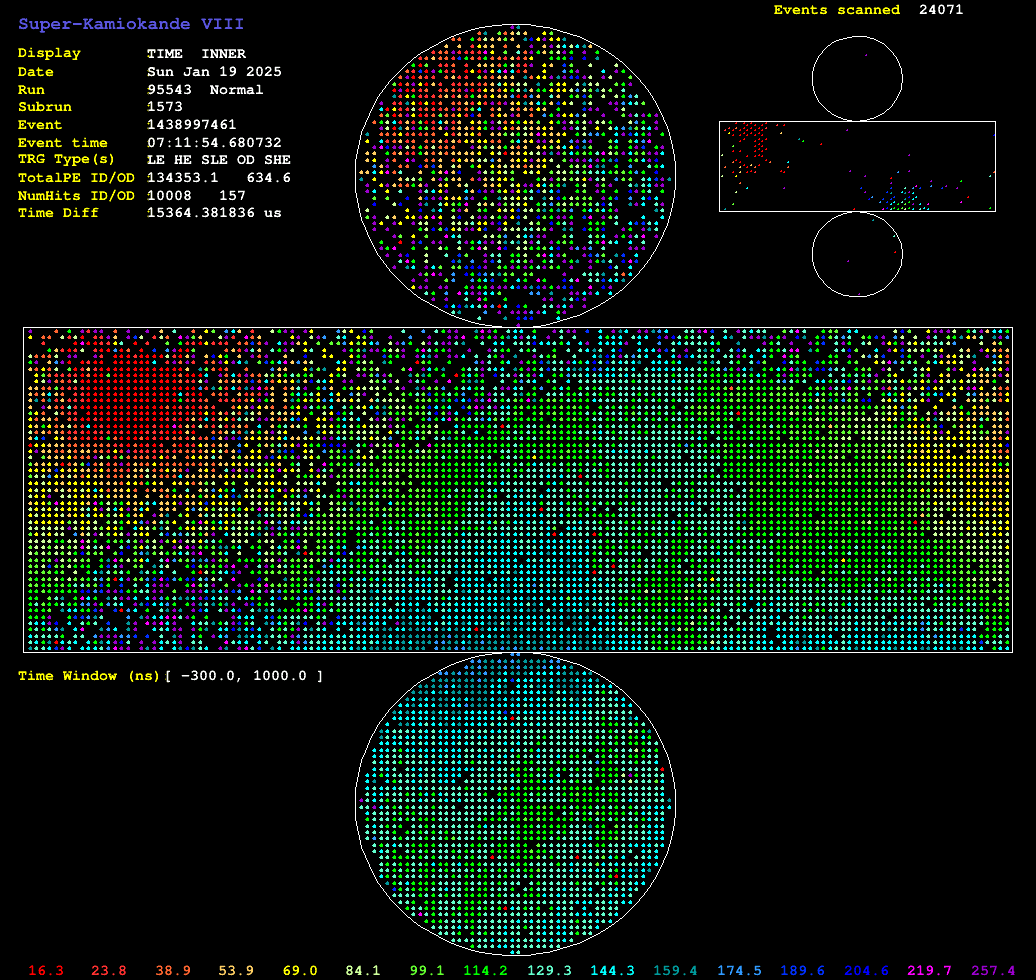 Super-Kamiokande VIII
Events scanned 24071
Display TIME INNER
Date Sun Jan 19 2025
Run 95543 Normal
Subrun 1573
Event 1438997461
Event time 07:11:54.680732
TRG Type(s) LE HE SLE OD SHE
TotalPE ID/OD 134353.1 634.6
NumHits ID/OD 10008 157
Time Diff 15364.381836 us
Time Window (ns)[ -300.0, 1000.0 ]
16.3 23.8 38.9 53.9 69.0 84.1 99.1 114.2 129.3 144.3 159.4 174.5 189.6 204.6 219.7 257.4